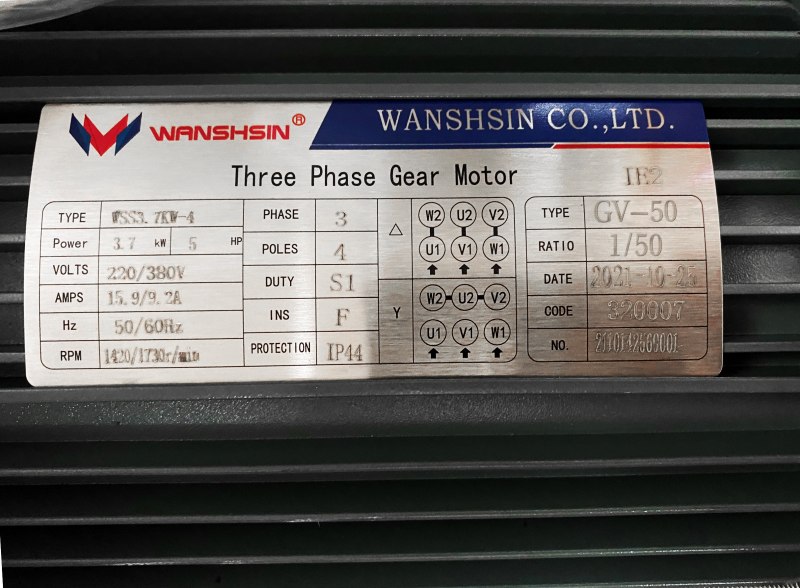 WANSHSIN® WANSHSIN CO.,LTD.
Three Phase Gear Motor IE2
TYPE WSS3.7KW-4
Power 3.7 kW 5 HP
VOLTS 220/380V
AMPS 15.9/9.2A
Hz 50/60Hz
RPM 1420/1730r/min
PHASE 3
POLES 4
DUTY S1
INS F
PROTECTION IP44
△
W2 U2 V2
U1 V1 W1
Y
W2 U2 V2
U1 V1 W1
TYPE GV-50
RATIO 1/50
DATE 2021-10-25
CODE 320007
NO.